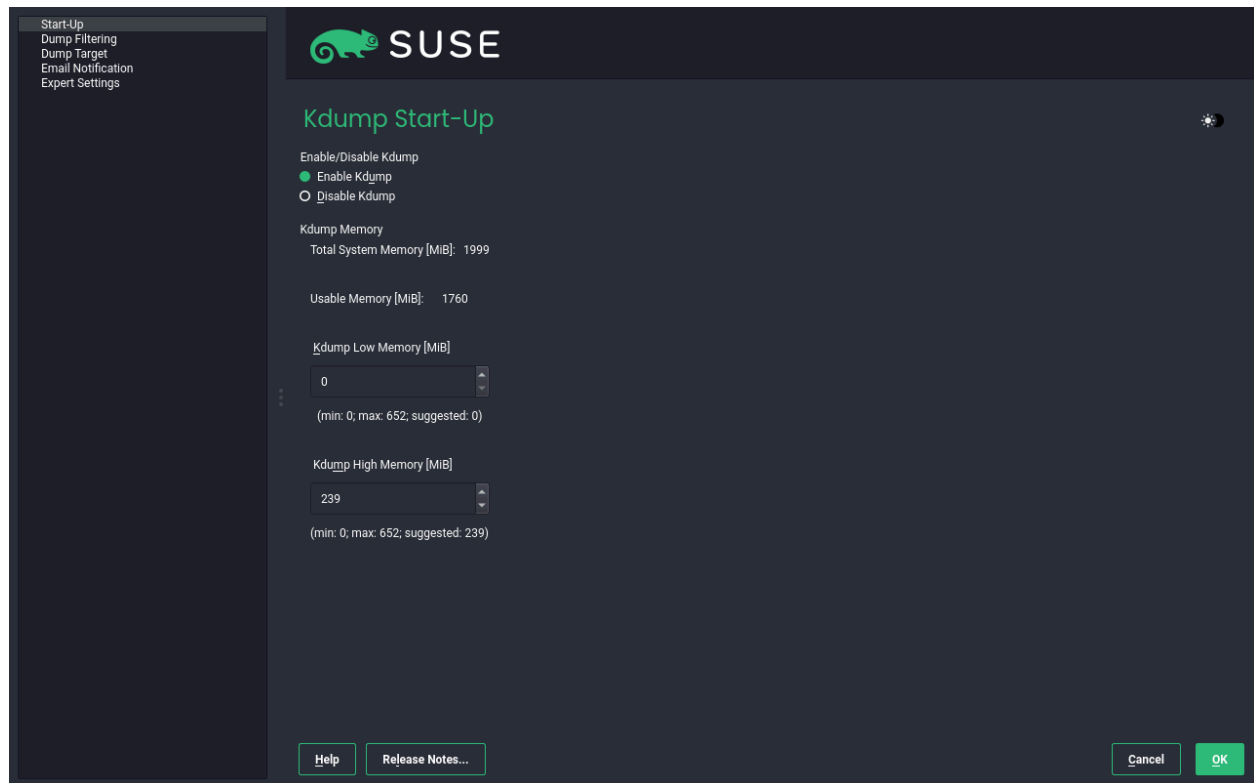 Start-Up
Dump Filtering
Dump Target
Email Notification
Expert Settings
SUSE
Kdump Start-Up
Enable/Disable Kdump
Enable Kdump
Disable Kdump
Kdump Memory
Total System Memory [MiB]: 1999
Usable Memory [MiB]: 1760
Kdump Low Memory [MiB]
0
(min: 0; max: 652; suggested: 0)
Kdump High Memory [MiB]
239
(min: 0; max: 652; suggested: 239)
Help Release Notes... Cancel OK